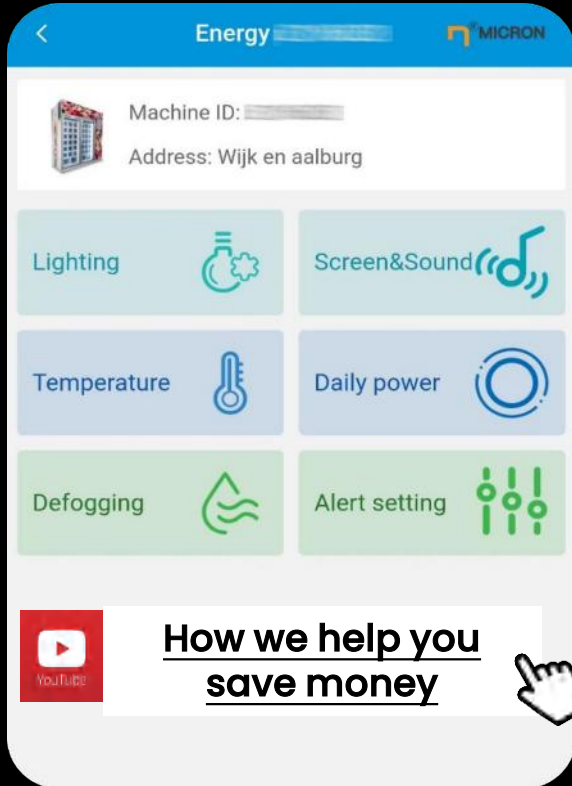 Energy
MICRON
Machine ID:
Address: Wijk en aalburg
Lighting
Screen&Sound
Temperature
Daily power
Defogging
Alert setting
YouTube
How we help you
save money